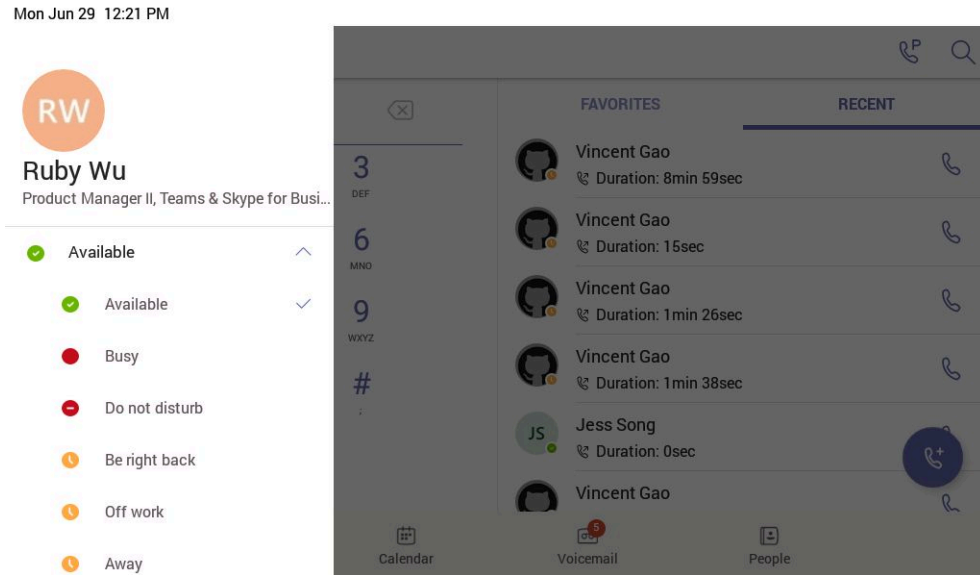 Mon Jun 29 12:21 PM
RW
Ruby Wu
Product Manager II, Teams & Skype for Busi...
Available
Available
Busy
Do not disturb
Be right back
Off work
Away
3
DEF
6
MNO
9
WXYZ
#
;
P
FAVORITES
RECENT
Vincent Gao
Duration: 8min 59sec
Vincent Gao
Duration: 15sec
Vincent Gao
Duration: 1min 26sec
Vincent Gao
Duration: 1min 38sec
JS
Jess Song
Duration: 0sec
Vincent Gao
Calendar
5
Voicemail
People